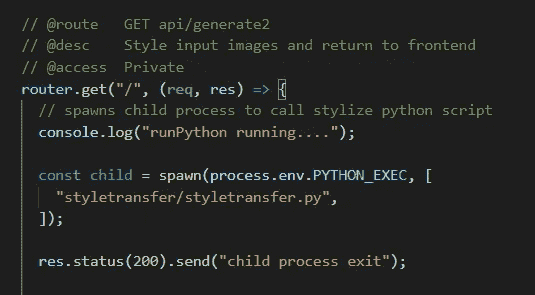 // @route   GET api/generate2
// @desc    Style input images and return to frontend
// @access  Private
router.get("/", (req, res) => {
  // spawns child process to call stylize python script
  console.log("runPython running....");
  const child = spawn(process.env.PYTHON_EXEC, [
    "styletransfer/styletransfer.py",
  ]);
  res.status(200).send("child process exit");